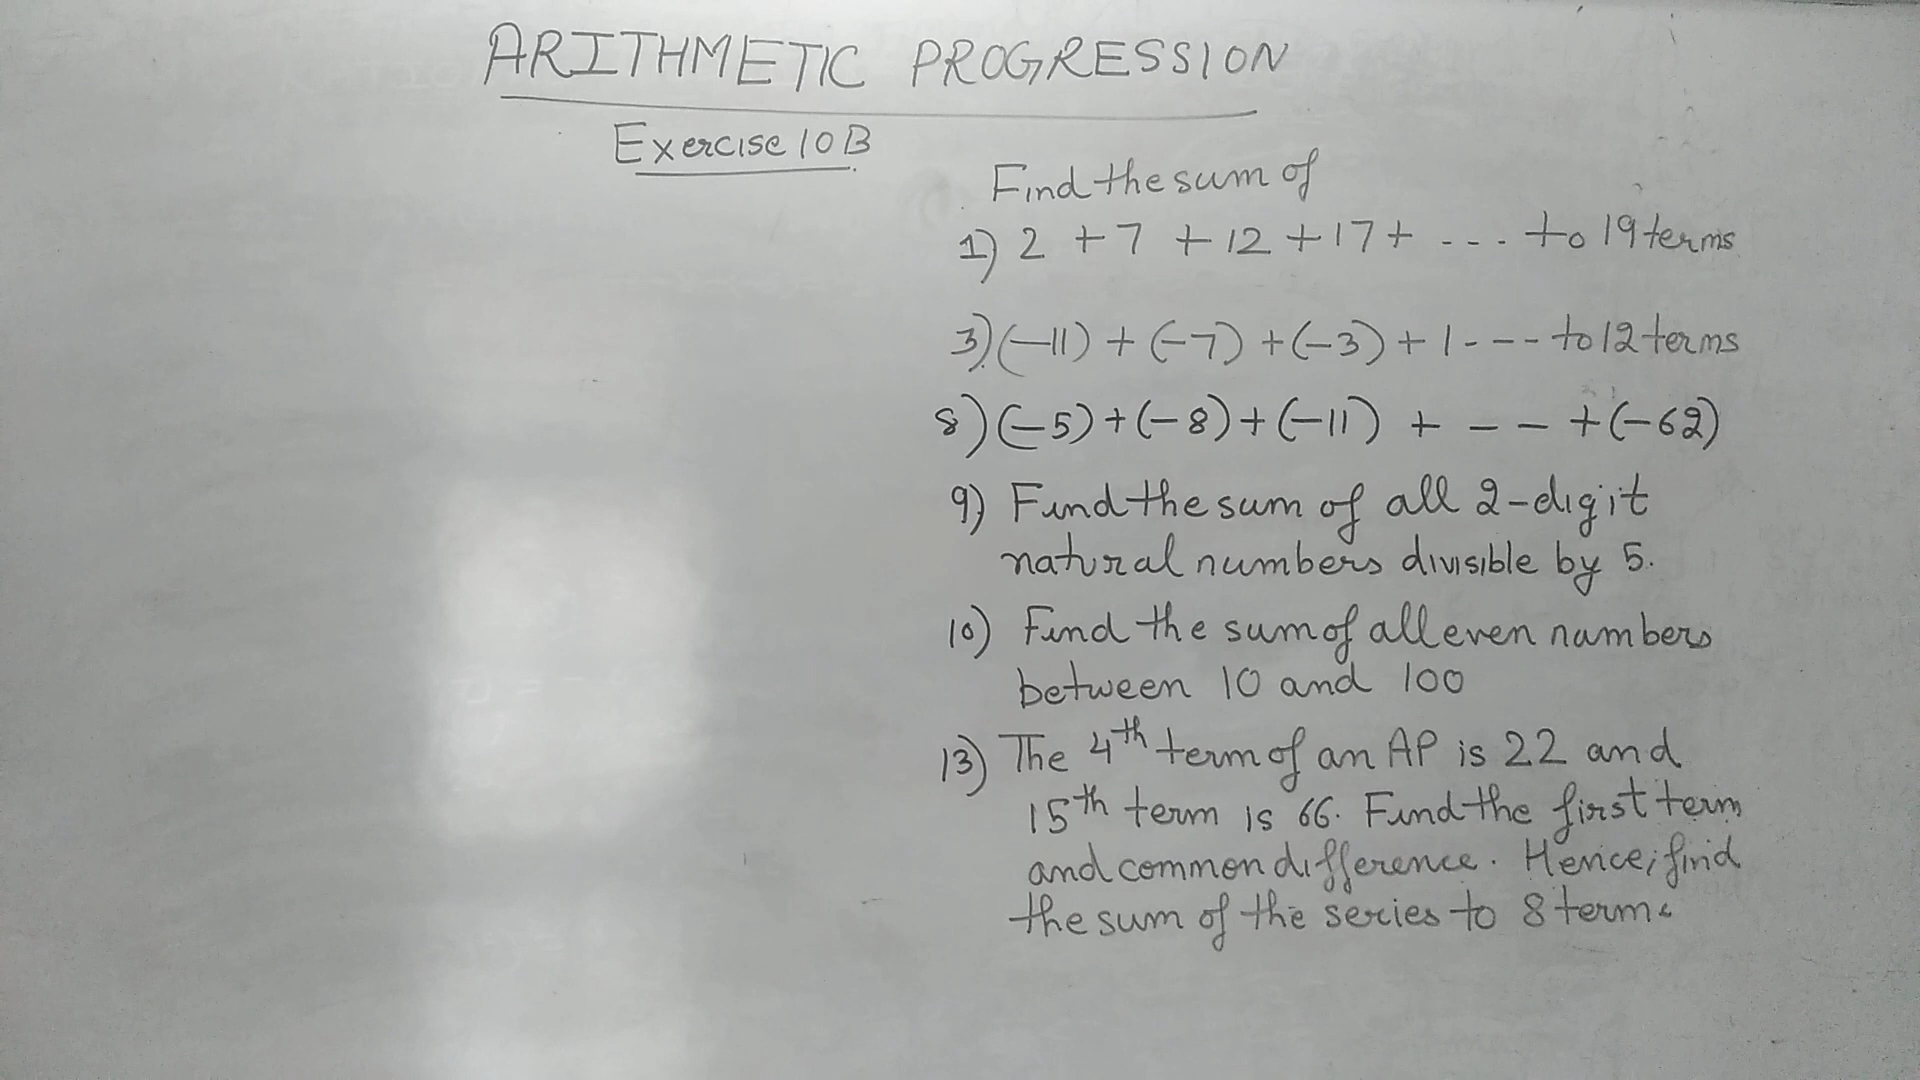 ARITHMETIC PROGRESSION
Exercise 10B
Find the sum of
1) 2 + 7 + 12 + 17 + ---- to 19 terms
3) (-11) + (-7) + (-3) + 1 ---- to 12 terms
8) (-5) + (-8) + (-11) + -- + (-62)
9) Find the sum of all 2-digit
natural numbers divisible by 5.
10) Find the sum of all even numbers
between 10 and 100
13) The 4th term of an AP is 22 and
15th term is 66. Find the first term
and common difference. Hence, find
the sum of the series to 8 terms